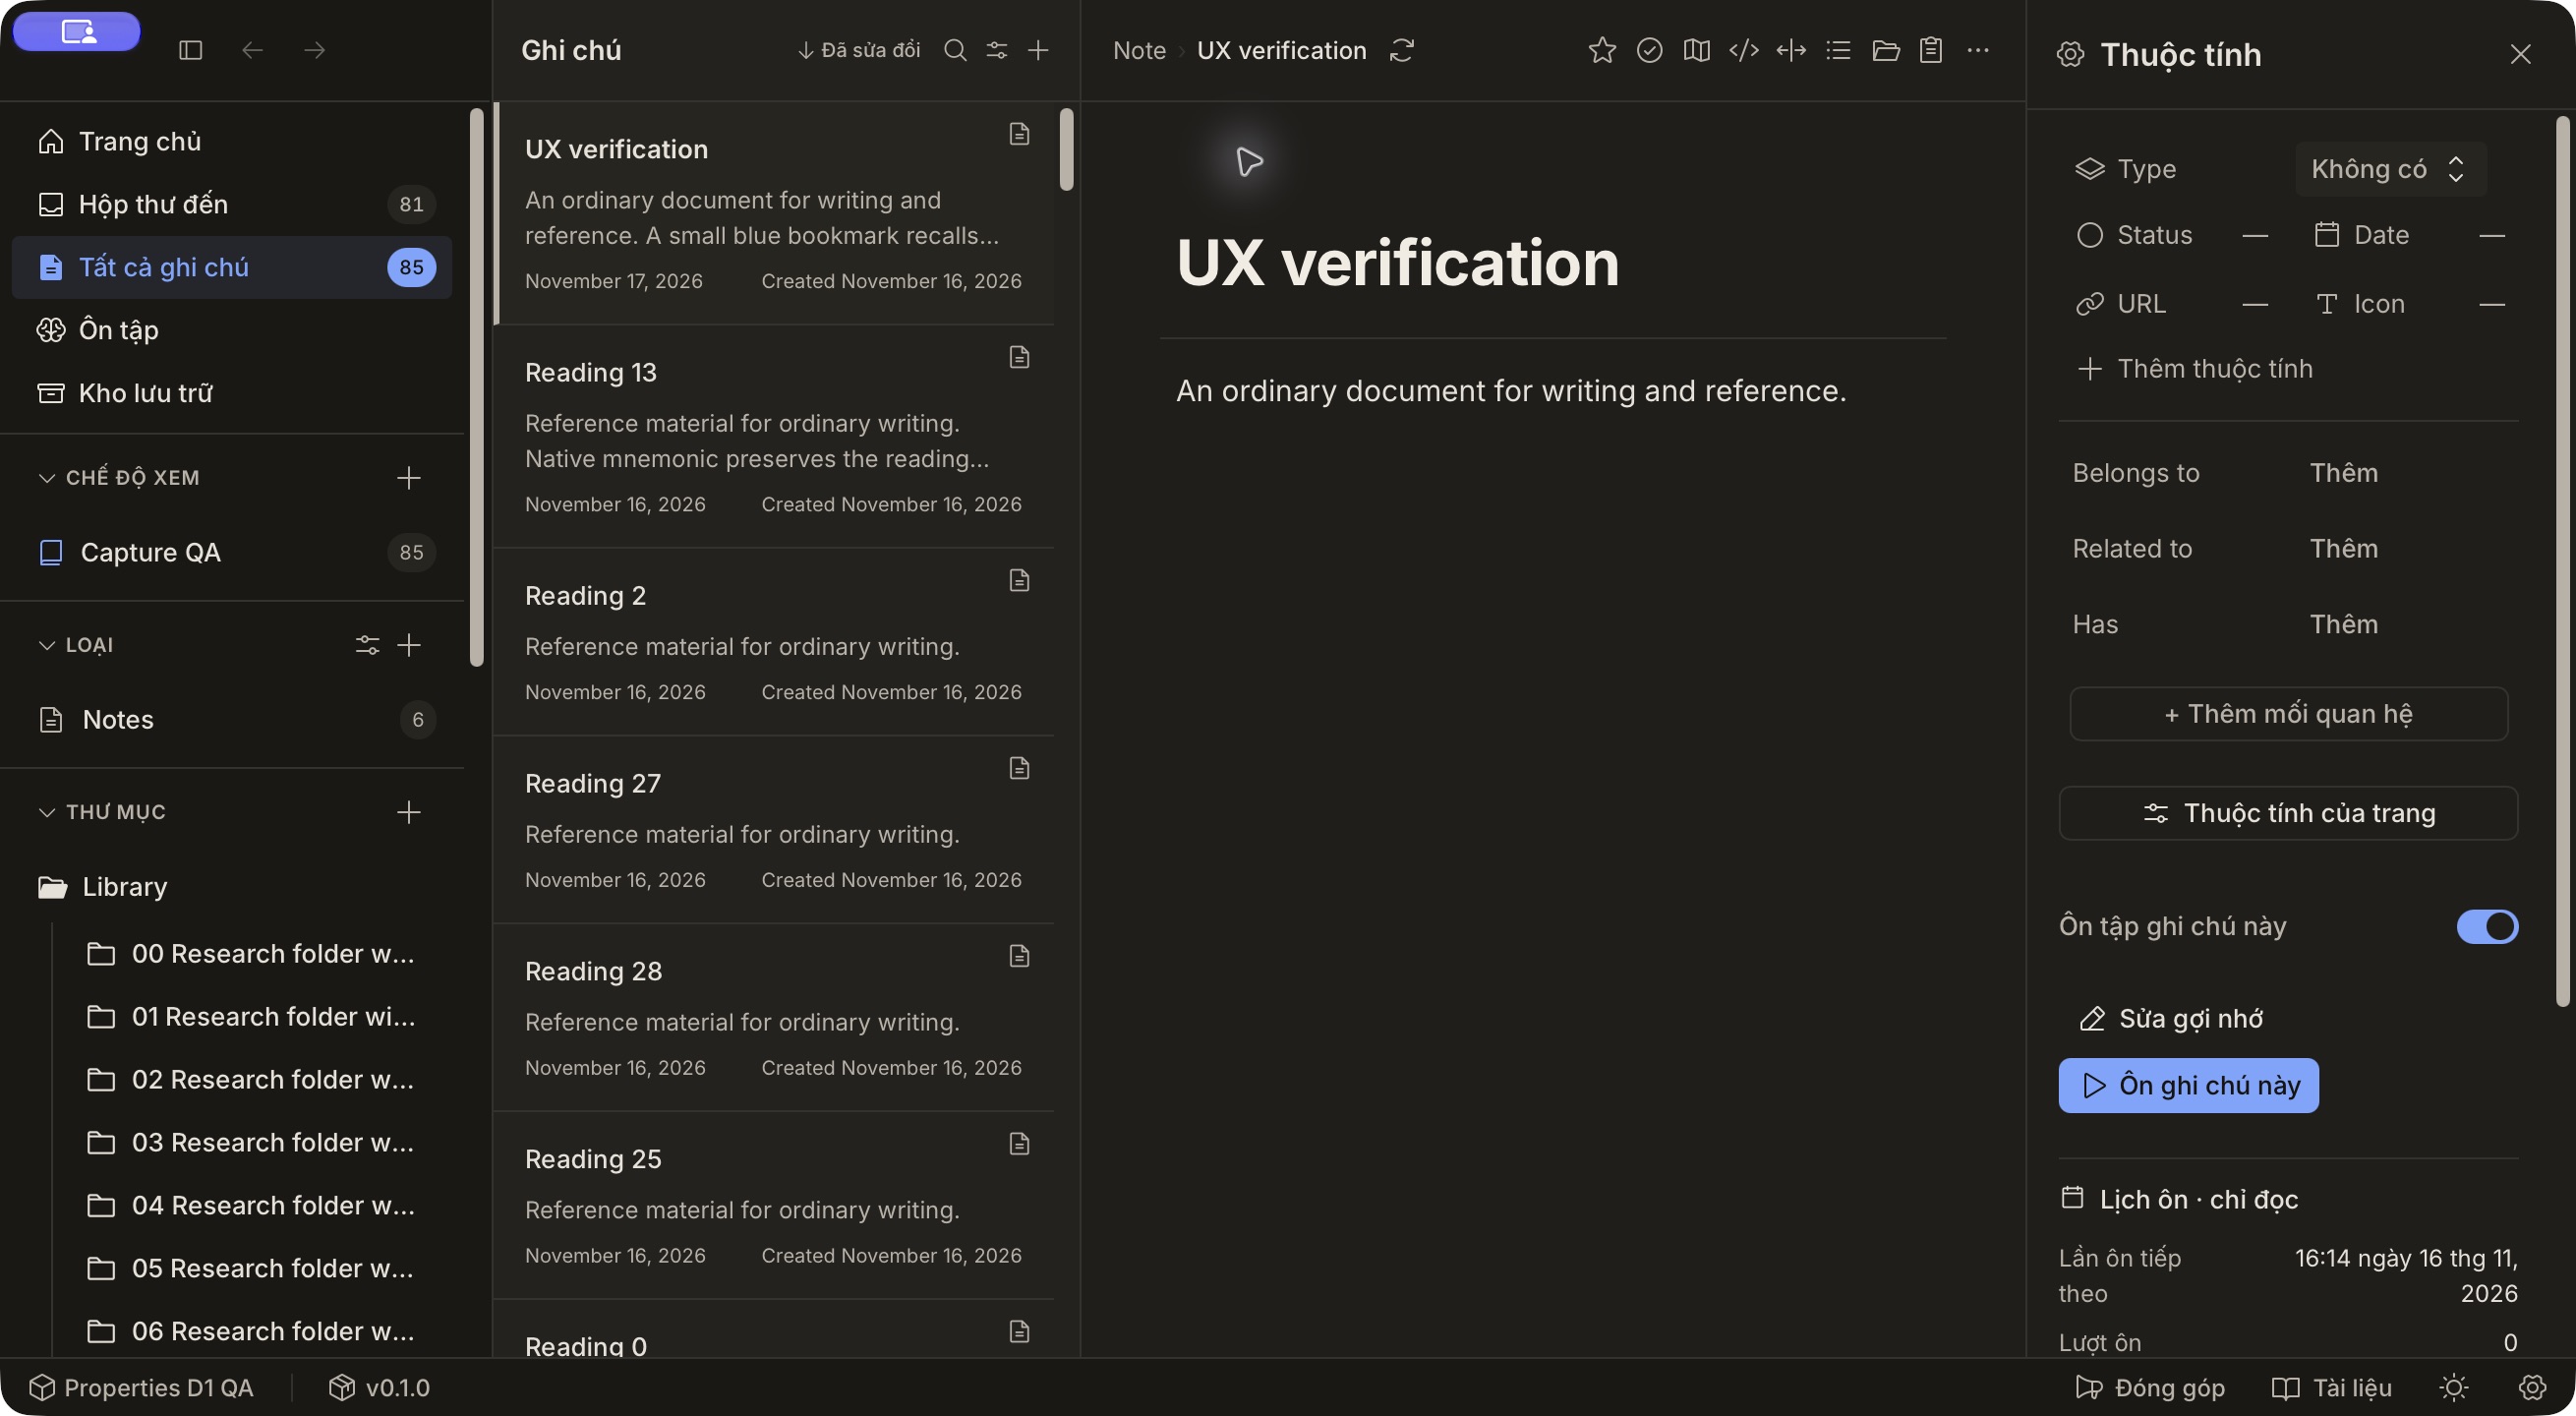 Trang chủ
Hộp thư đến 81
Tất cả ghi chú 85
Ôn tập
Kho lưu trữ
CHẾ ĐỘ XEM
Capture QA 85
LOẠI
Notes 6
THƯ MỤC
Library
00 Research folder w...
01 Research folder wi...
02 Research folder w...
03 Research folder w...
04 Research folder w...
05 Research folder w...
06 Research folder w...
Ghi chú
Đã sửa đổi
UX verification
An ordinary document for writing and
reference. A small blue bookmark recalls...
November 17, 2026 Created November 16, 2026
Reading 13
Reference material for ordinary writing.
Native mnemonic preserves the reading...
November 16, 2026 Created November 16, 2026
Reading 2
Reference material for ordinary writing.
November 16, 2026 Created November 16, 2026
Reading 27
Reference material for ordinary writing.
November 16, 2026 Created November 16, 2026
Reading 28
Reference material for ordinary writing.
November 16, 2026 Created November 16, 2026
Reading 25
Reference material for ordinary writing.
November 16, 2026 Created November 16, 2026
Reading 0
Note › UX verification
UX verification
An ordinary document for writing and reference.
Thuộc tính
Type Không có
Status — Date —
URL — Icon —
Thêm thuộc tính
Belongs to Thêm
Related to Thêm
Has Thêm
+ Thêm mối quan hệ
Thuộc tính của trang
Ôn tập ghi chú này
Sửa gợi nhớ
Ôn ghi chú này
Lịch ôn · chỉ đọc
Lần ôn tiếp theo 16:14 ngày 16 thg 11, 2026
Lượt ôn 0
Properties D1 QA
v0.1.0
Đóng góp
Tài liệu